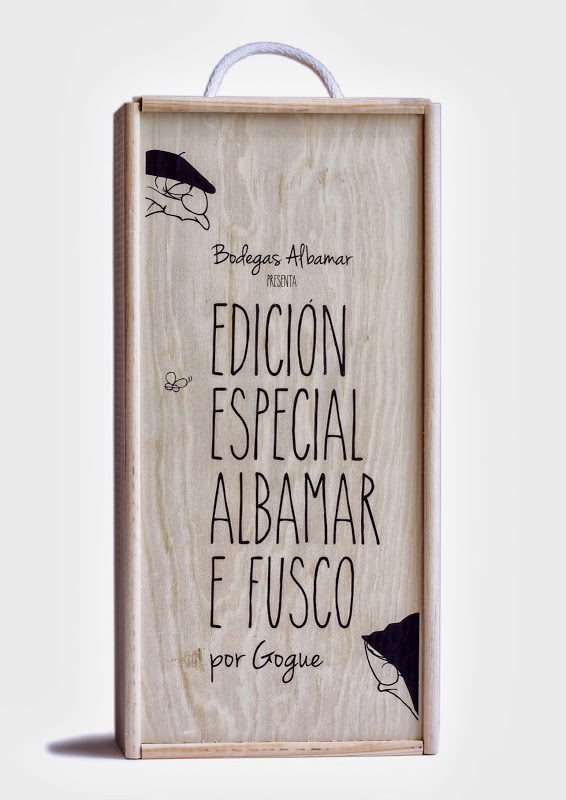 Bodegas Albamar
PRESENTA
EDICIÓN
ESPECIAL
ALBAMAR
E FUSCO
por Gogue